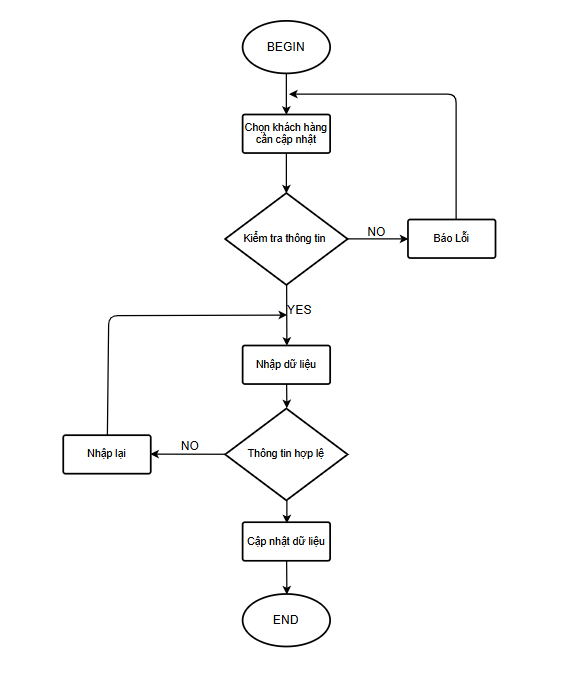 BEGIN
Chọn khách hàng
cần cập nhật
Kiểm tra thông tin
NO
Báo Lỗi
YES
Nhập dữ liệu
Thông tin hợp lệ
NO
Nhập lại
Cập nhật dữ liệu
END